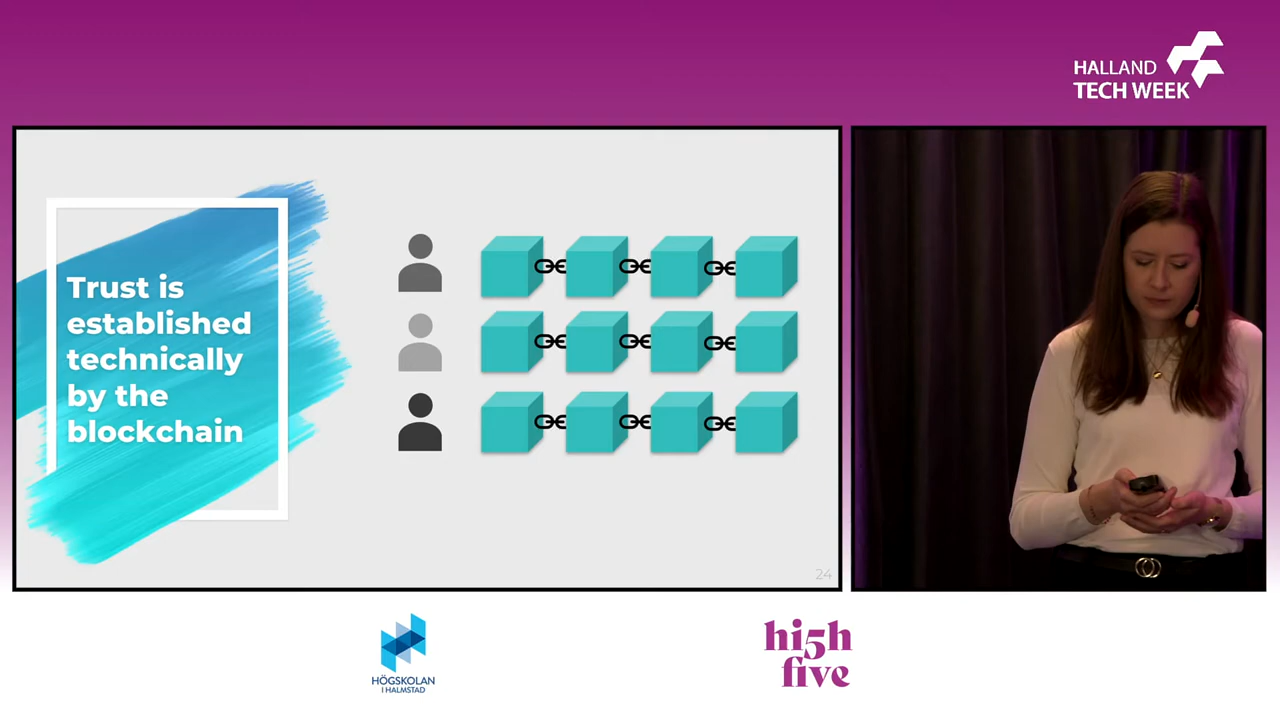 HALLAND
TECH WEEK
Trust is
established
technically
by the
blockchain
24
HÖGSKOLAN
I HALMSTAD
hi5h
five